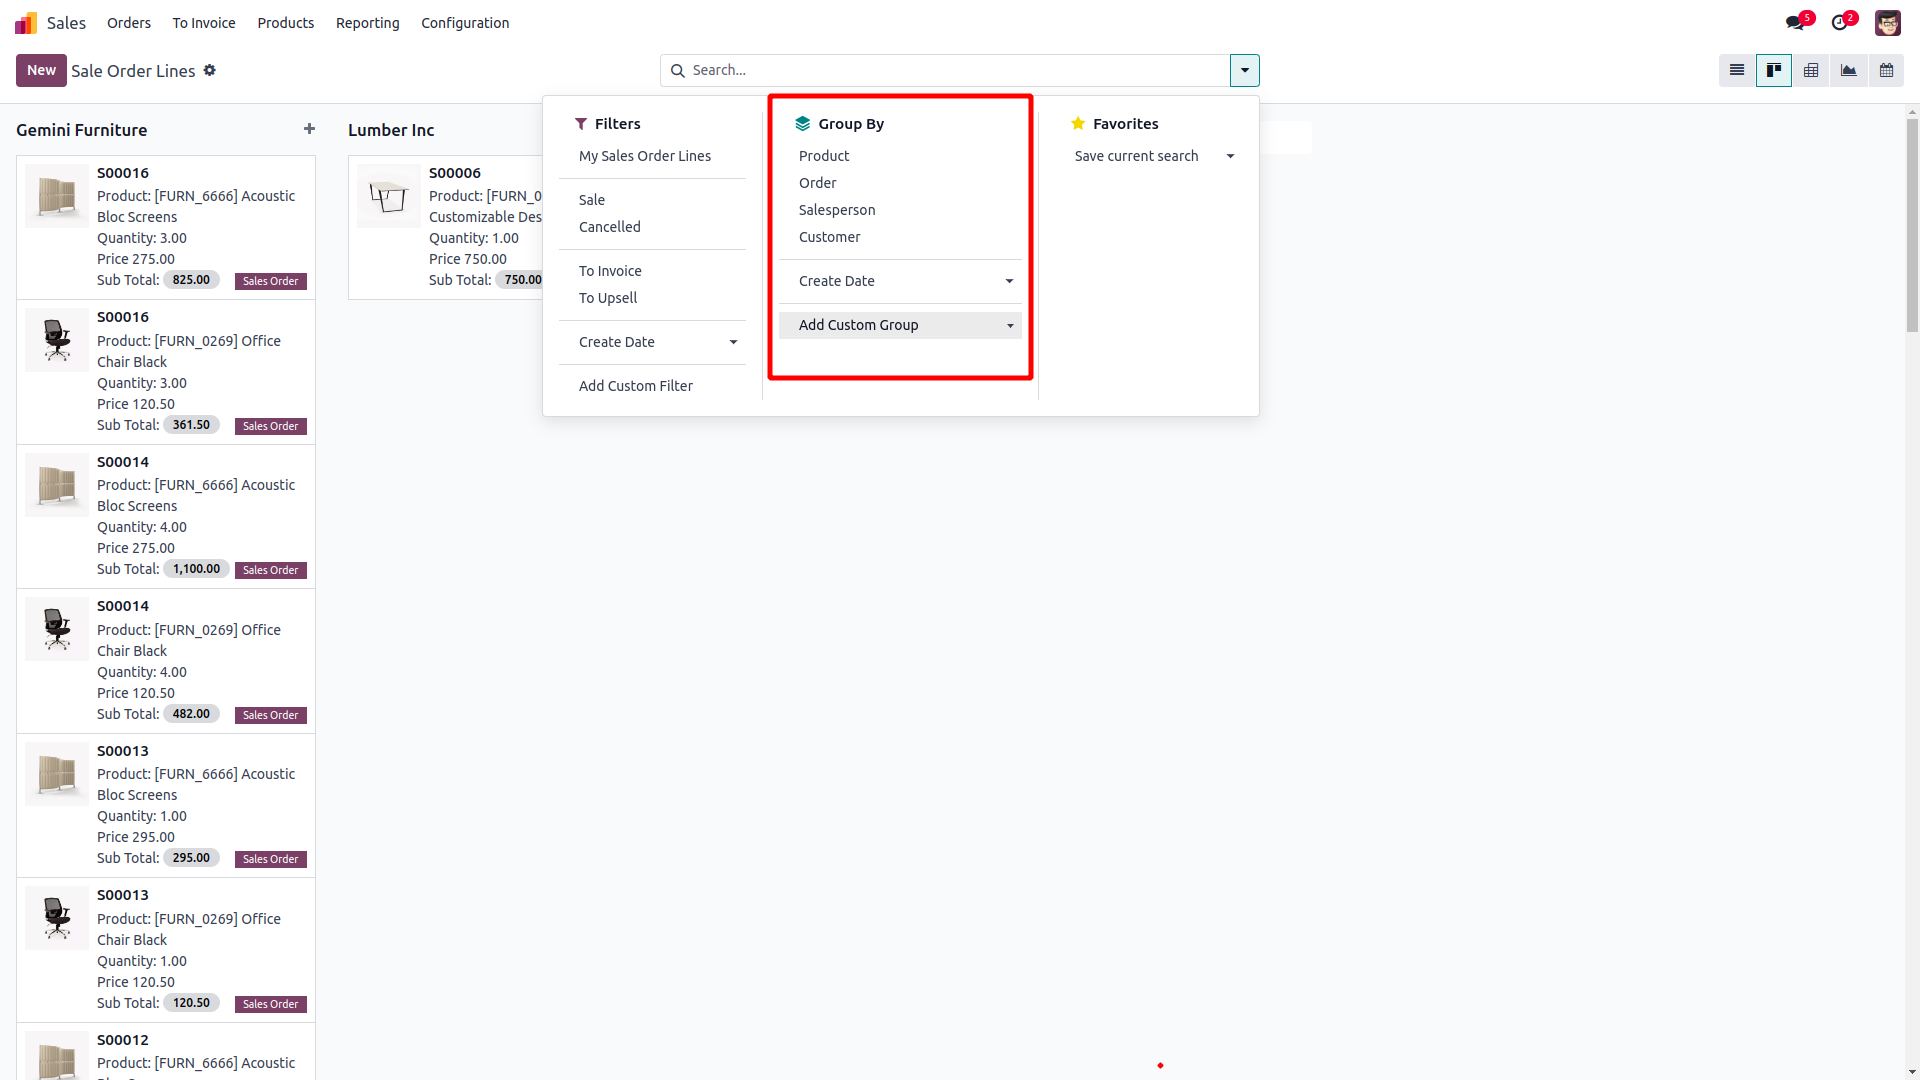 Sales
Orders
To Invoice
Products
Reporting
Configuration
5
2
New
Sale Order Lines
Search...
Gemini Furniture
S00016
Product: [FURN_6666] Acoustic
Bloc Screens
Quantity: 3.00
Price 275.00
Sub Total: 825.00
Sales Order
S00016
Product: [FURN_0269] Office
Chair Black
Quantity: 3.00
Price 120.50
Sub Total: 361.50
Sales Order
S00014
Product: [FURN_6666] Acoustic
Bloc Screens
Quantity: 4.00
Price 275.00
Sub Total: 1,100.00
Sales Order
S00014
Product: [FURN_0269] Office
Chair Black
Quantity: 4.00
Price 120.50
Sub Total: 482.00
Sales Order
S00013
Product: [FURN_6666] Acoustic
Bloc Screens
Quantity: 1.00
Price 295.00
Sub Total: 295.00
Sales Order
S00013
Product: [FURN_0269] Office
Chair Black
Quantity: 1.00
Price 120.50
Sub Total: 120.50
Sales Order
S00012
Product: [FURN_6666] Acoustic
Lumber Inc
S00006
Product: [FURN_0
Customizable Des
Quantity: 1.00
Price 750.00
Sub Total: 750.00
Filters
My Sales Order Lines
Sale
Cancelled
To Invoice
To Upsell
Create Date
Add Custom Filter
Group By
Product
Order
Salesperson
Customer
Create Date
Add Custom Group
Favorites
Save current search